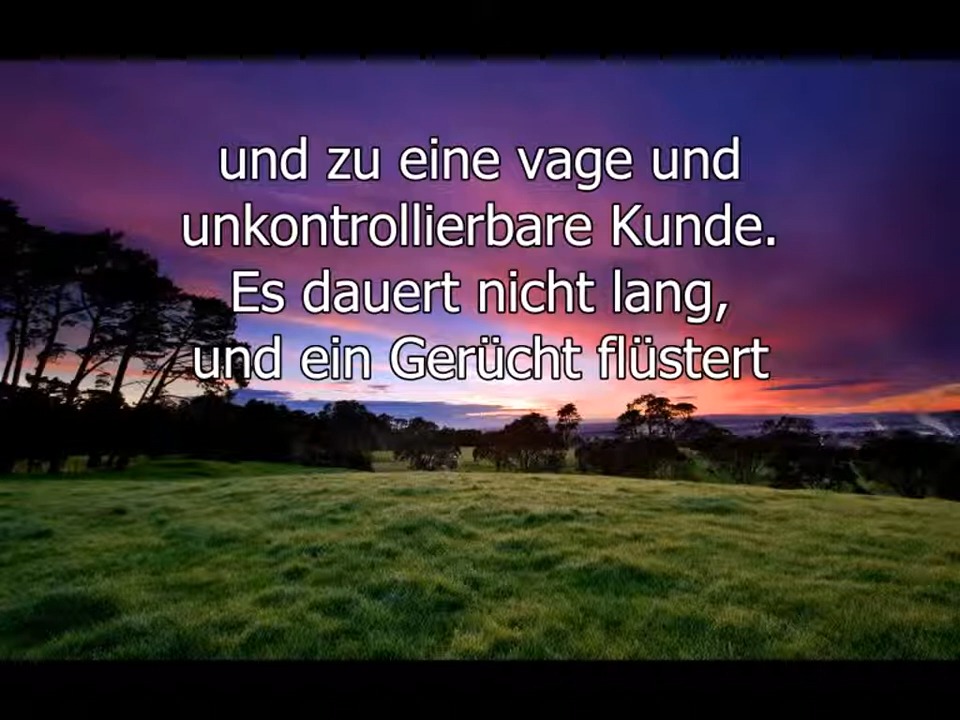 und zu eine vage und
unkontrollierbare Kunde.
Es dauert nicht lang,
und ein Gerücht flüstert